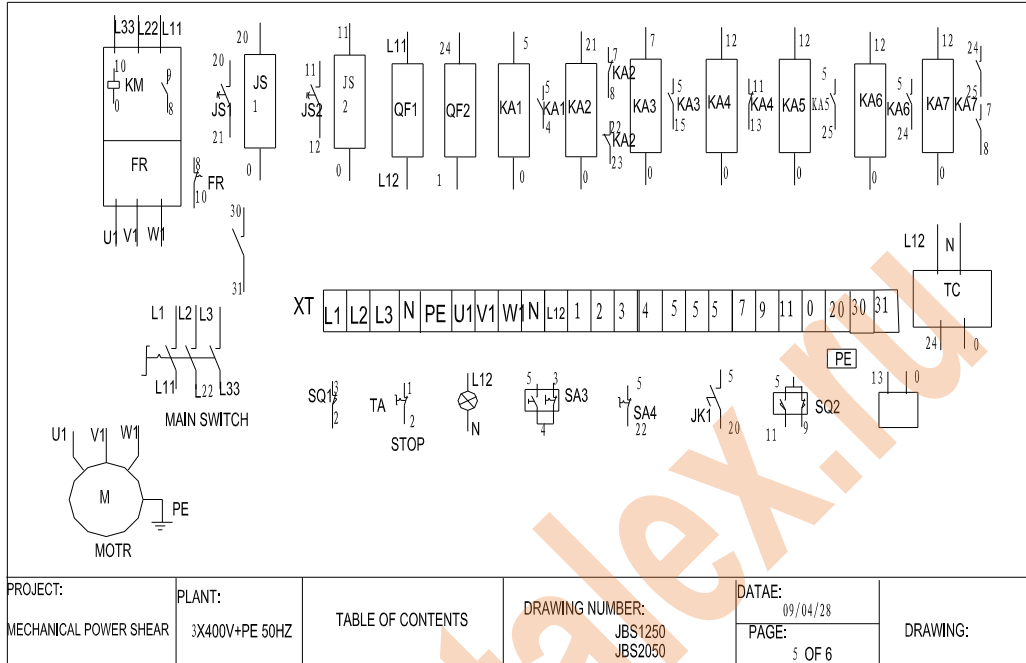 L33 L22 L11
10 KM 9
0 8
FR
8
FR
10
U1 V1 W1
20
20
JS
1
JS1
21
0
30
31
11
11
JS
2
JS2
12
0
L11
QF1
L12
24
QF2
1
5
KA1
0
5
KA1
4
21
KA2
0
7
KA2
8
22
KA2
23
7
KA3
0
5
KA3
15
12
KA4
0
11
KA4
13
12
KA5
0
5
KA5
25
12
KA6
0
5
KA6
24
12
KA7
0
24
25
KA7
7
8
L12 N
TC
24 0
XT L1 L2 L3 N PE U1 V1 W1 N L12 1 2 3 4 5 5 5 7 9 11 0 20 30 31
PE
L1 L2 L3
L11 L22 L33
MAIN SWITCH
SQ1
3
2
TA
1
2
STOP
L12
N
5 3
SA3
4
5
SA4
22
5
JK1
20
5
SQ2
11 9
13 0
U1 V1 W1
M
PE
MOTR
PROJECT:
MECHANICAL POWER SHEAR
PLANT:
3X400V+PE 50HZ
TABLE OF CONTENTS
DRAWING NUMBER:
JBS1250
JBS2050
DATAE:
09/04/28
PAGE:
5 OF 6
DRAWING:
talex.ru